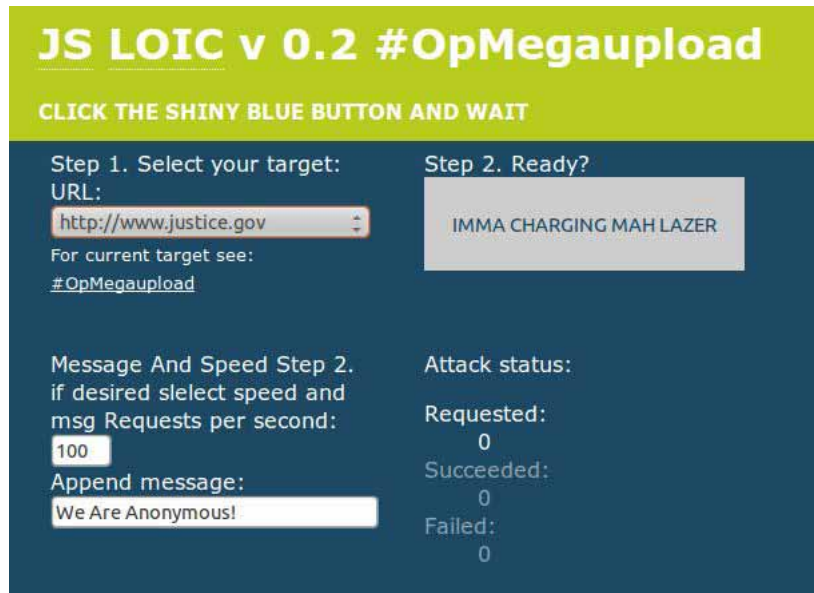 JS LOIC v 0.2 #OpMegaupload
CLICK THE SHINY BLUE BUTTON AND WAIT
Step 1. Select your target:
URL:
http://www.justice.gov
For current target see:
#OpMegaupload
Step 2. Ready?
IMMA CHARGING MAH LAZER
Message And Speed Step 2.
if desired slelect speed and
msg Requests per second:
100
Append message:
We Are Anonymous!
Attack status:
Requested:
0
Succeeded:
0
Failed:
0